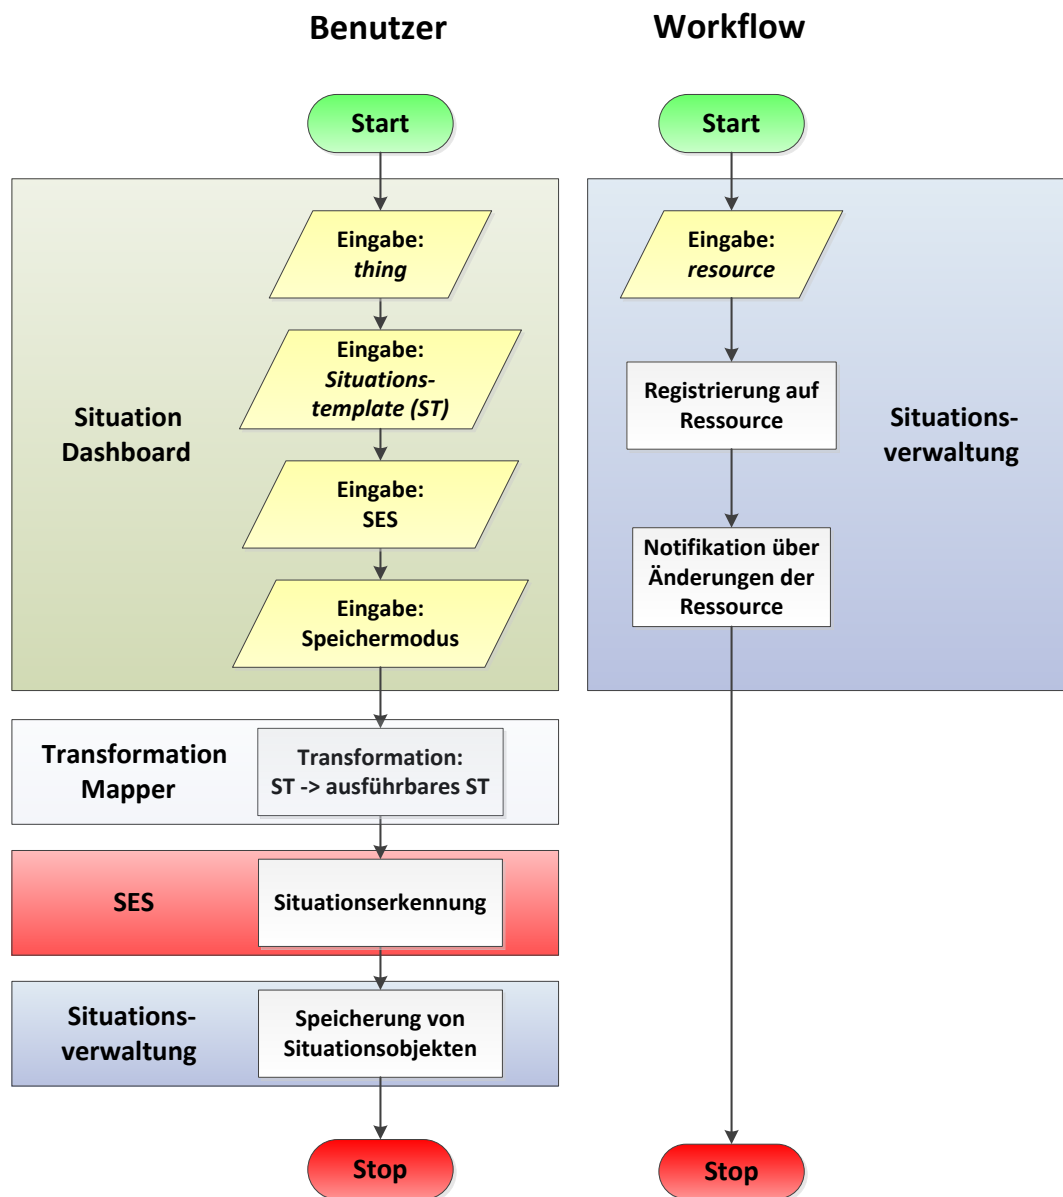 Benutzer
Start
Situation
Dashboard
Eingabe:
thing
Eingabe:
Situations-
template (ST)
Eingabe:
SES
Eingabe:
Speichermodus
Transformation
Mapper
Transformation:
ST -> ausführbares ST
SES
Situationserkennung
Situations-
verwaltung
Speicherung von
Situationsobjekten
Stop
Workflow
Start
Eingabe:
resource
Registrierung auf
Ressource
Situations-
verwaltung
Notifikation über
Änderungen der
Ressource
Stop